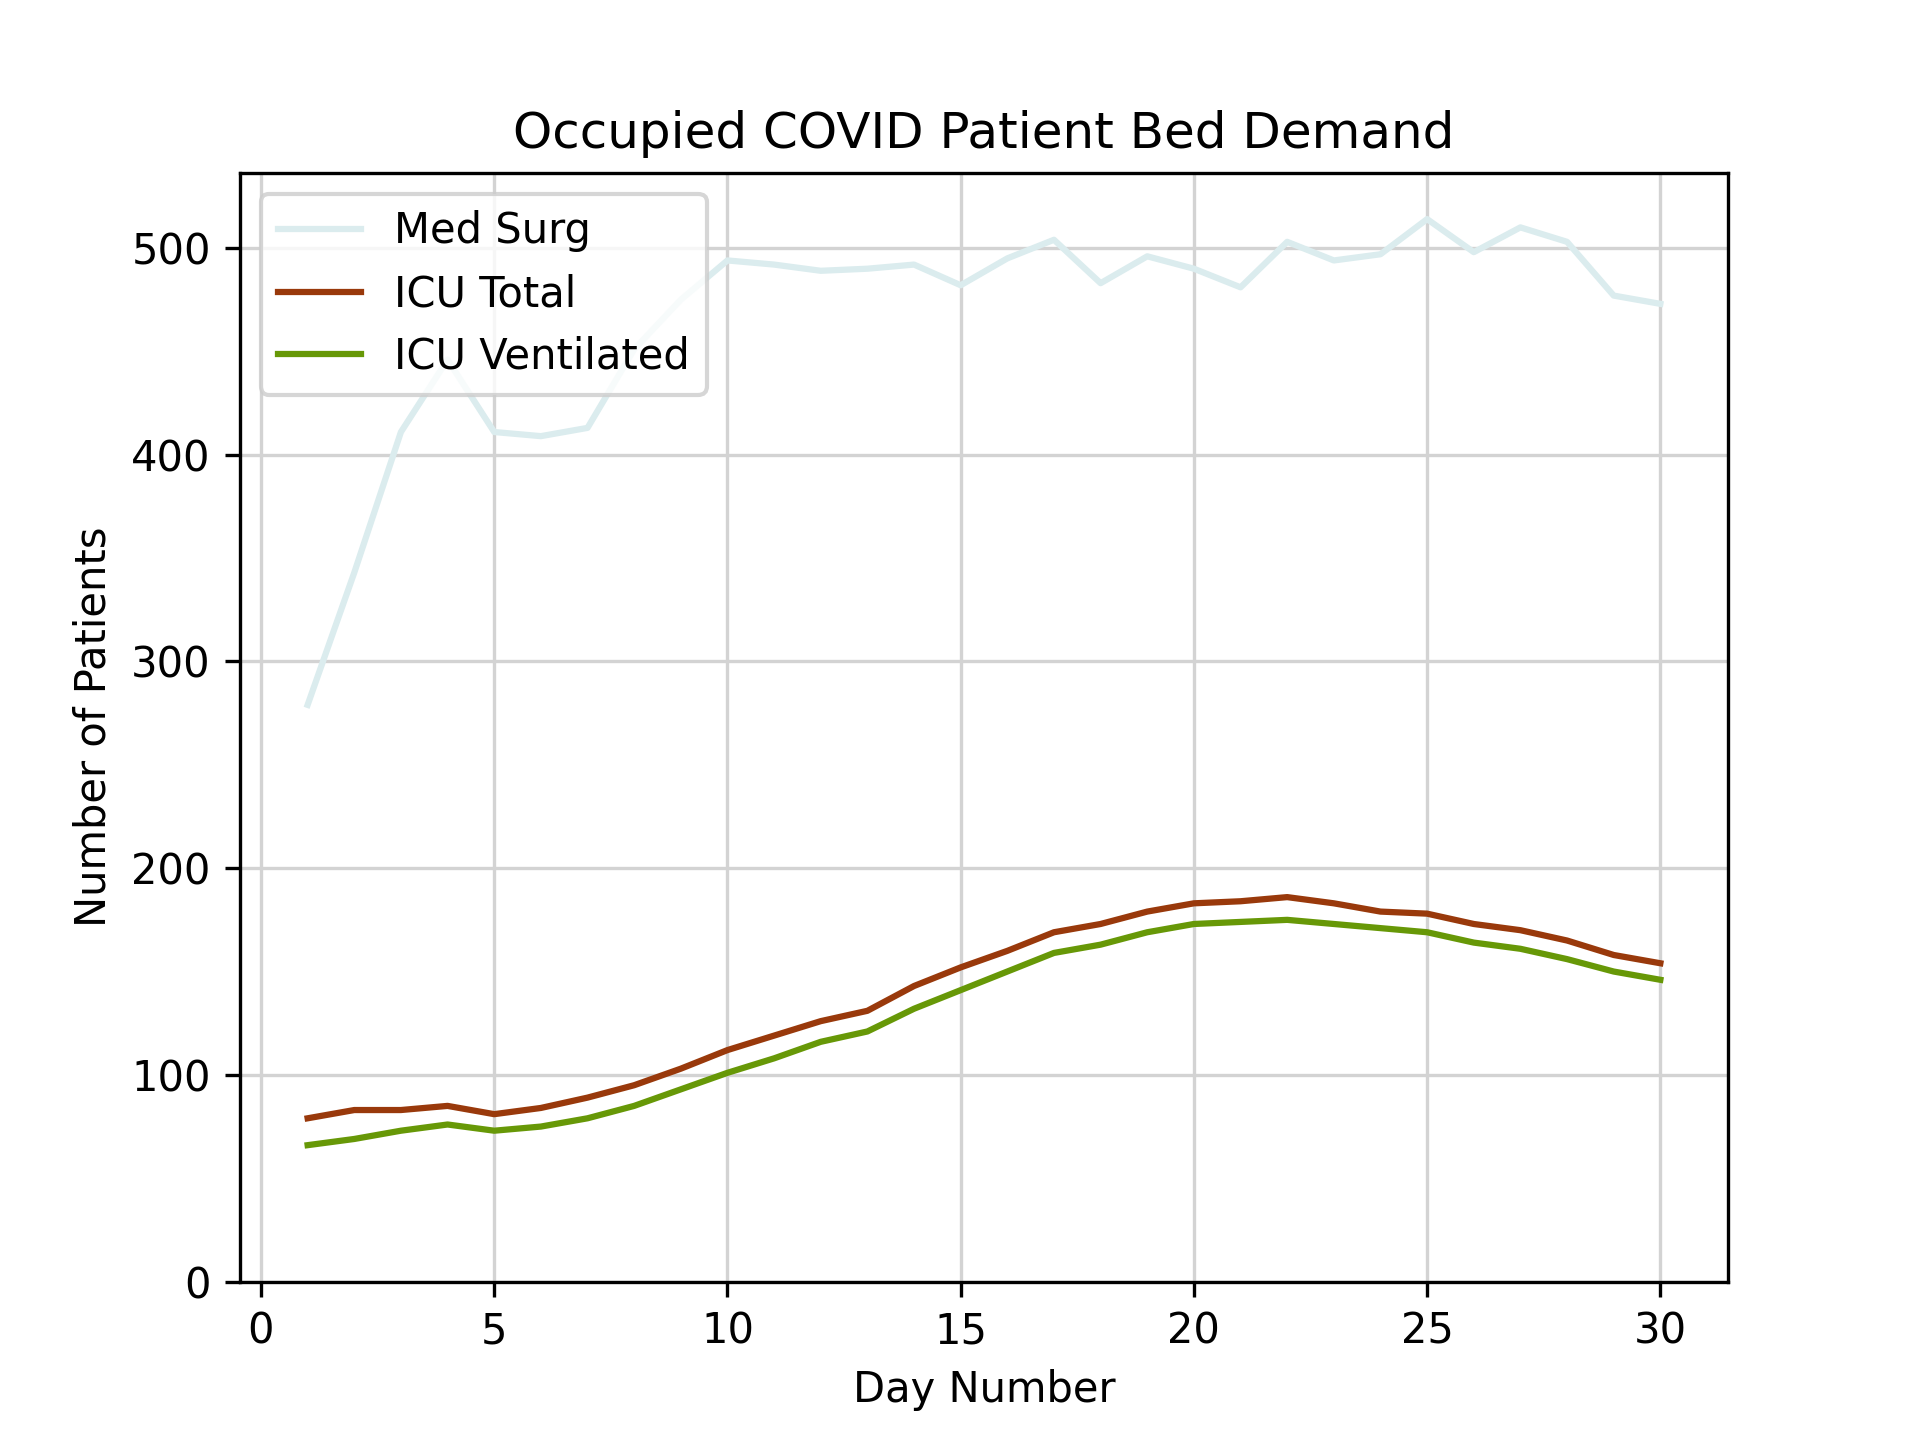 Occupied COVID Patient Bed Demand
Med Surg
ICU Total
ICU Ventilated
500
400
300
200
100
0
Number of Patients
0 5 10 15 20 25 30
Day Number